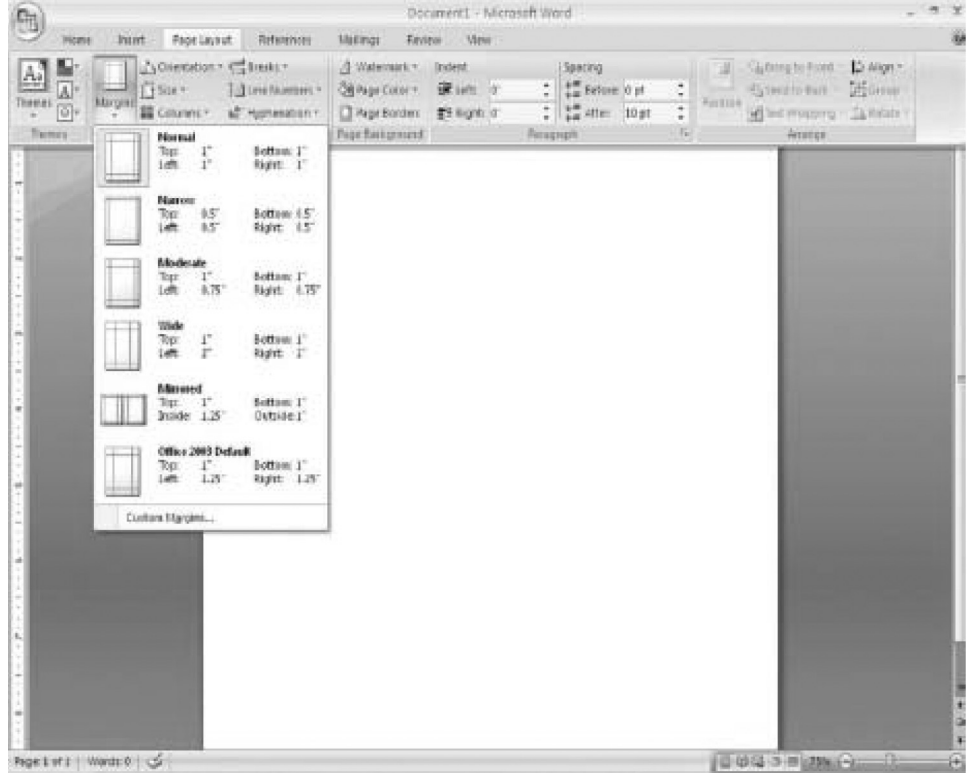 Document1 - Microsoft Word
Home Insert Page Layout References Mailings Review View
Themes
Margins
Orientation
Size
Columns
Breaks
Line Numbers
Hyphenation
Watermark
Page Color
Page Borders
Indent
Left: 0"
Right: 0"
Spacing
Before: 0 pt
After: 10 pt
Position
Bring to Front
Send to Back
Text Wrapping
Align
Group
Rotate
Themes Page Background Paragraph Arrange
Normal
Top: 1" Bottom: 1"
Left: 1" Right: 1"
Narrow
Top: 0.5" Bottom: 0.5"
Left: 0.5" Right: 0.5"
Moderate
Top: 1" Bottom: 1"
Left: 0.75" Right: 0.75"
Wide
Top: 1" Bottom: 1"
Left: 2" Right: 2"
Mirrored
Top: 1" Bottom: 1"
Inside: 1.25" Outside: 1"
Office 2003 Default
Top: 1" Bottom: 1"
Left: 1.25" Right: 1.25"
Custom Margins...
Page 1 of 1 Words: 0 75%